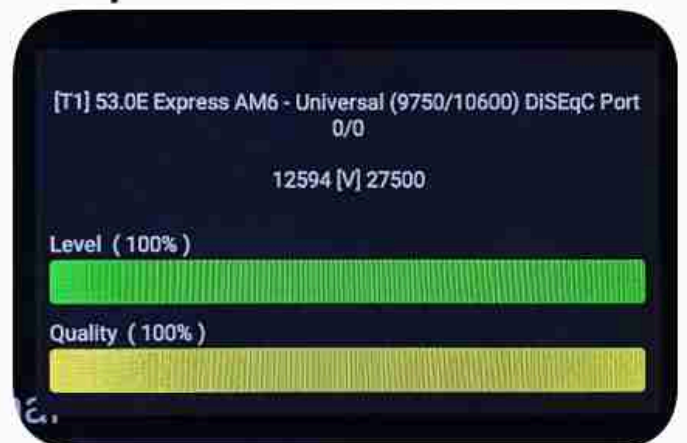 [T1] 53.0E Express AM6 - Universal (9750/10600) DiSEqC Port
0/0
12594 [V] 27500
Level ( 100% )
Quality ( 100% )